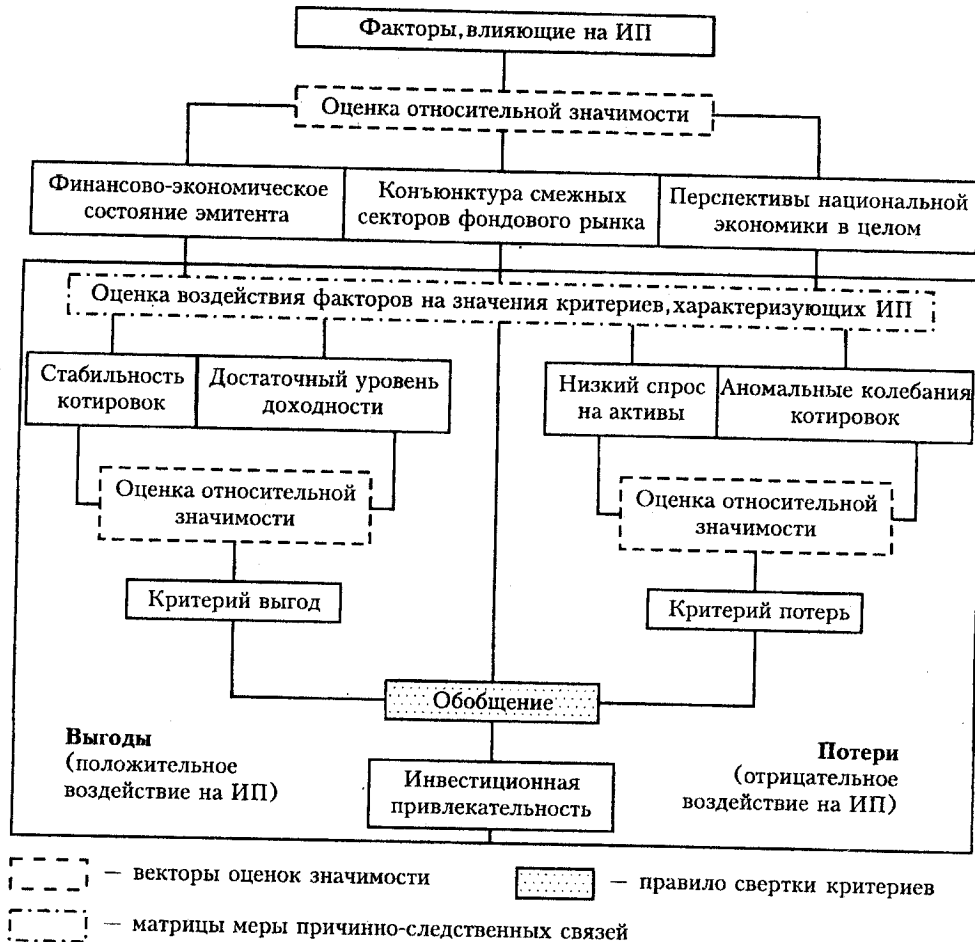 Факторы, влияющие на ИП
Оценка относительной значимости
Финансово-экономическое
состояние эмитента
Конъюнктура смежных
секторов фондового рынка
Перспективы национальной
экономики в целом
Оценка воздействия факторов на значения критериев, характеризующих ИП
Стабильность
котировок
Достаточный уровень
доходности
Низкий спрос
на активы
Аномальные колебания
котировок
Оценка относительной
значимости
Оценка относительной
значимости
Критерий выгод
Критерий потерь
Обобщение
Выгоды
(положительное
воздействие на ИП)
Инвестиционная
привлекательность
Потери
(отрицательное
воздействие на ИП)
— векторы оценок значимости
— правило свертки критериев
— матрицы меры причинно-следственных связей